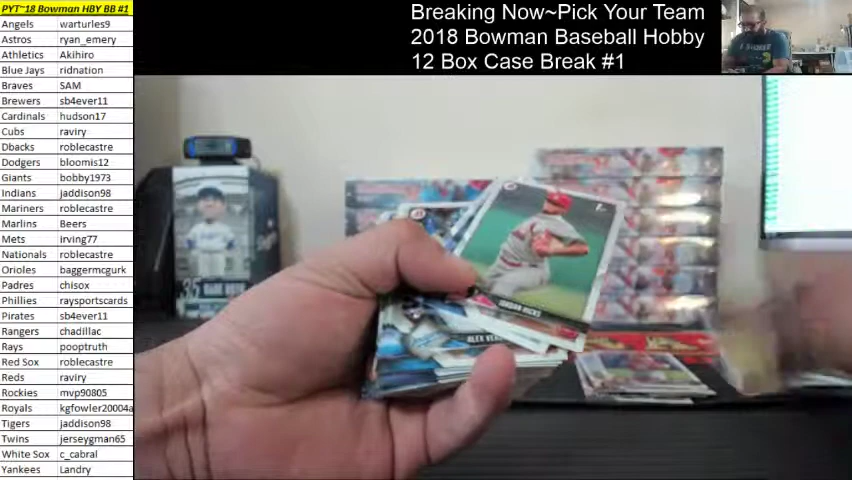 PYT~18 Bowman HBY BB #1
Angels warturles9
Astros ryan_emery
Athletics Akihiro
Blue Jays ridnation
Braves SAM
Brewers sb4ever11
Cardinals hudson17
Cubs raviry
Dbacks roblecastre
Dodgers bloomis12
Giants bobby1973
Indians jaddison98
Mariners roblecastre
Marlins Beers
Mets irving77
Nationals roblecastre
Orioles baggermcgurk
Padres chisox
Phillies raysportscards
Pirates sb4ever11
Rangers chadillac
Rays pooptruth
Red Sox roblecastre
Reds raviry
Rockies mvp90805
Royals kgfowler20004a
Tigers jaddison98
Twins jerseygman65
White Sox c_cabral
Yankees Landry
Breaking Now~Pick Your Team
2018 Bowman Baseball Hobby
12 Box Case Break #1
JORDAN HICKS
ALEX